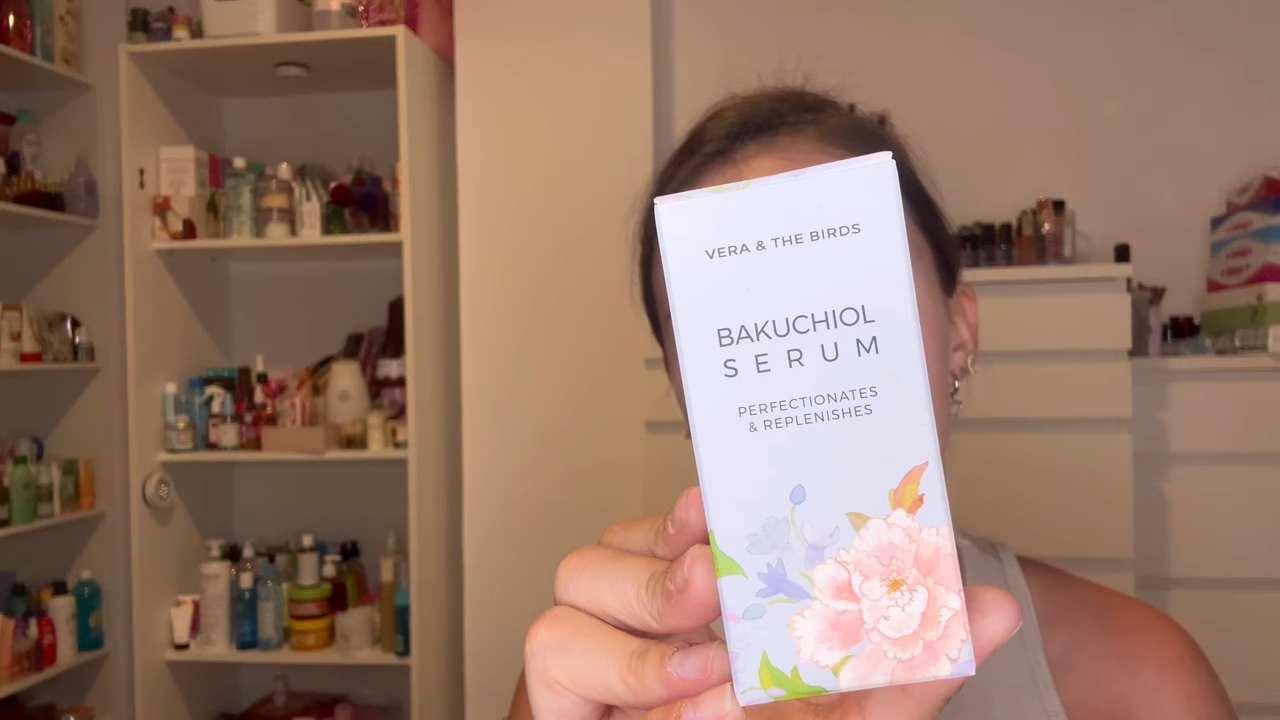 VERA & THE BIRDS
BAKUCHIOL
SERUM
PERFECTIONATES
& REPLENISHES